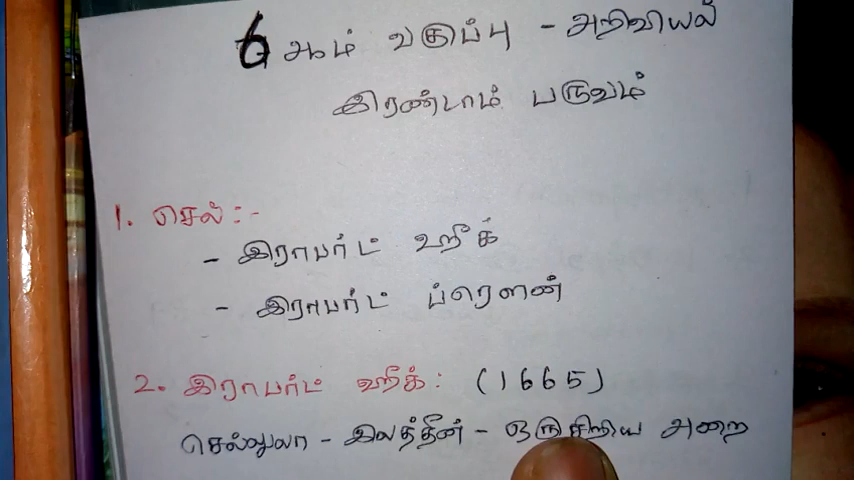 6 ஆம் வகுப்பு - அறிவியல்
இரண்டாம் பருவம்
1. செல் :-
- இராபர்ட் ஹீக்
- இராபர்ட் ப்ரௌன்
2. இராபர்ட் ஹீக் : (1665)
செல்லுலா - இலத்தீன் - ஒரு சிறிய அறை